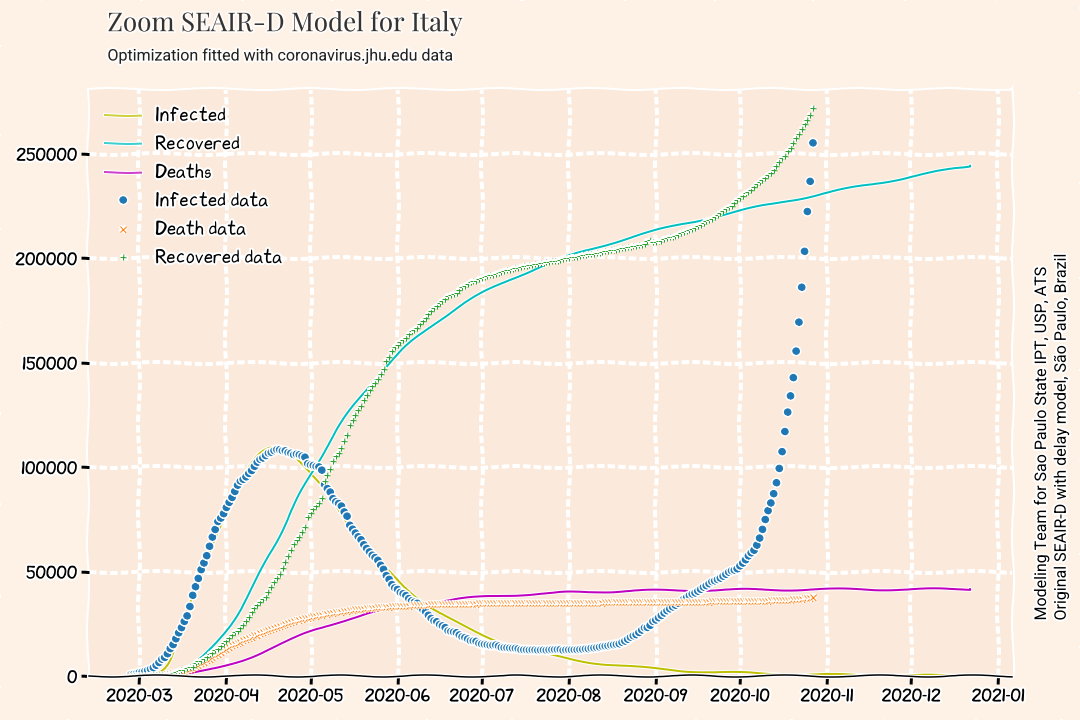 Zoom SEAIR-D Model for Italy
Optimization fitted with coronavirus.jhu.edu data
Infected
Recovered
Deaths
Infected data
Death data
Recovered data
250000
200000
150000
100000
50000
0
2020-03 2020-04 2020-05 2020-06 2020-07 2020-08 2020-09 2020-10 2020-11 2020-12 2021-01
Modeling Team for Sao Paulo State IPT, USP, ATS
Original SEAIR-D with delay model, São Paulo, Brazil